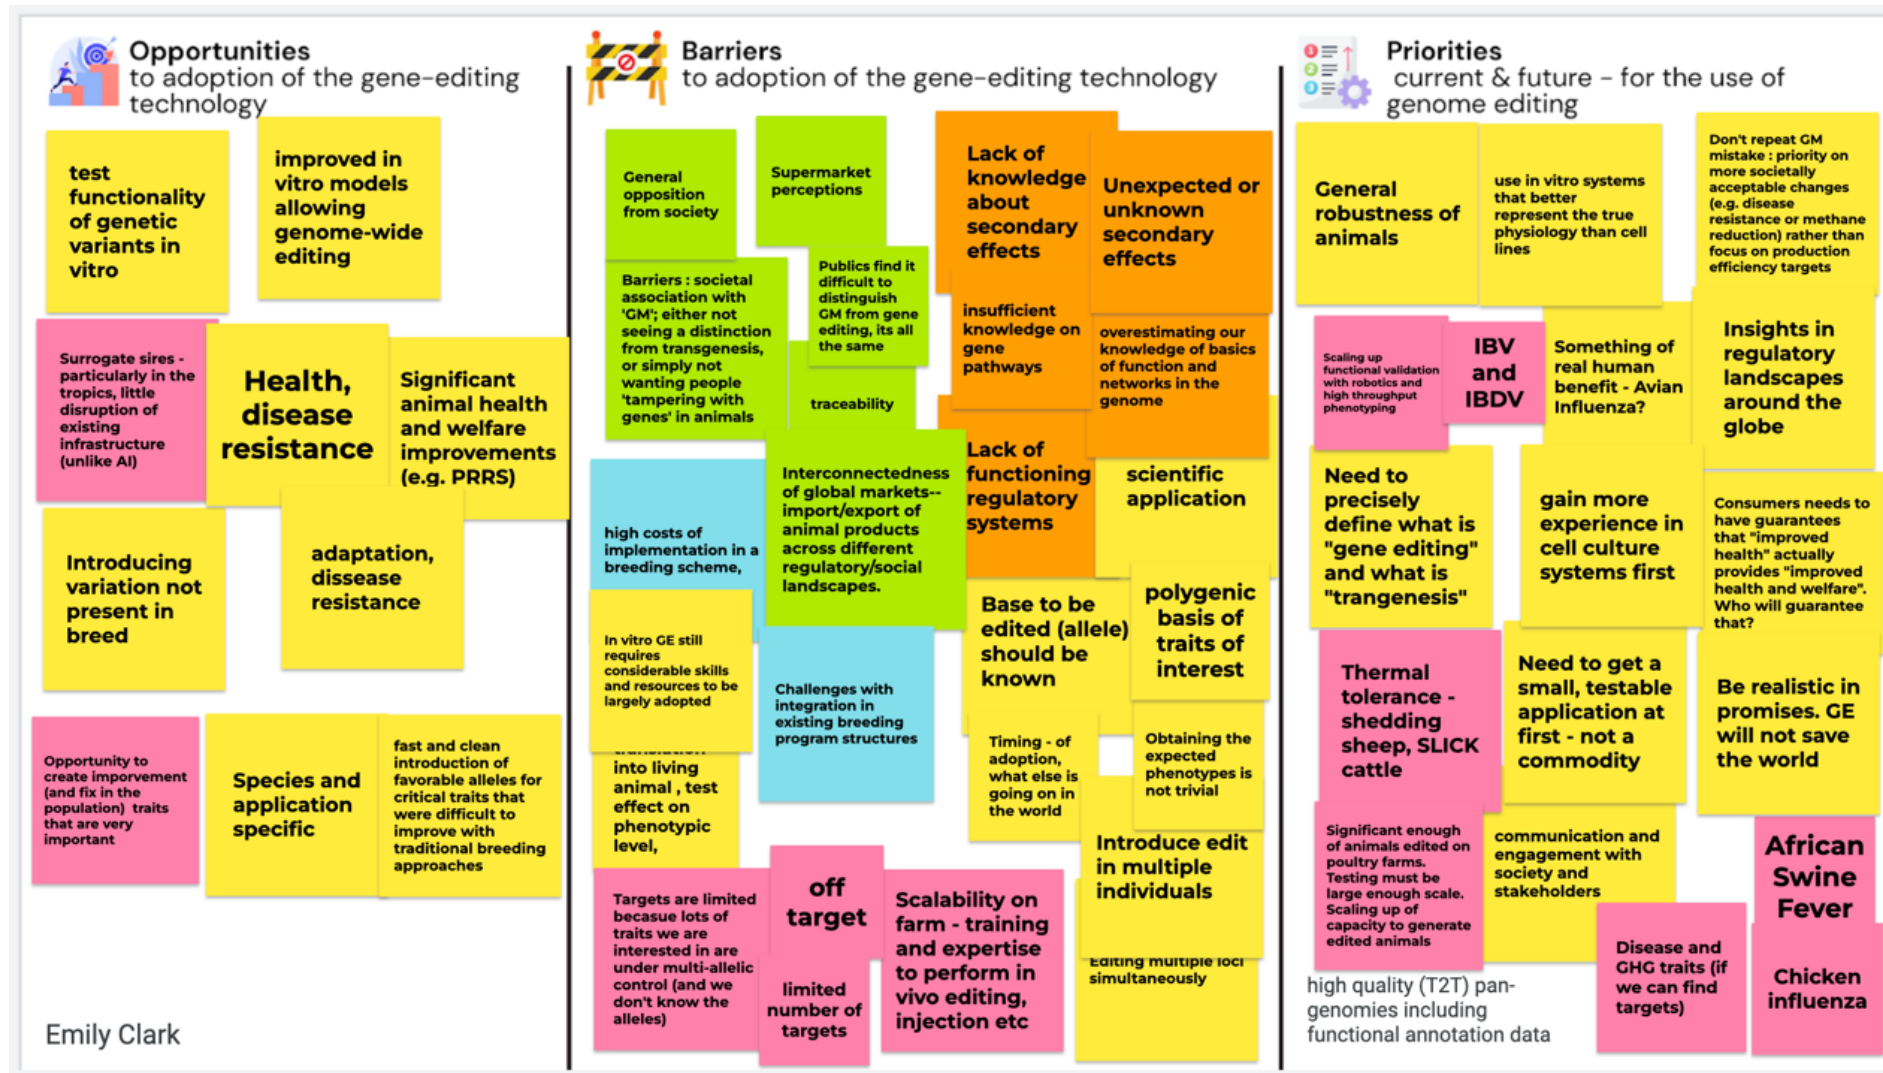 Opportunities
to adoption of the gene-editing
technology
test
functionality
of genetic
variants in
vitro
improved in
vitro models
allowing
genome-wide
editing
Surrogate sires -
particularly in the
tropics, little
disruption of
existing
infrastructure
(unlike AI)
Health,
disease
resistance
Significant
animal health
and welfare
improvements
(e.g. PRRS)
Introducing
variation not
present in
breed
adaptation,
dissease
resistance
Opportunity to
create imporvement
(and fix in the
population) traits
that are very
important
Species and
application
specific
fast and clean
introduction of
favorable alleles for
critical traits that
were difficult to
improve with
traditional breeding
approaches
Emily Clark
Barriers
to adoption of the gene-editing technology
General
opposition
from society
Supermarket
perceptions
Lack of
knowledge
about
secondary
effects
Unexpected or
unknown
secondary
effects
Barriers : societal
association with
'GM'; either not
seeing a distinction
from transgenesis,
or simply not
wanting people
'tampering with
genes' in animals
Publics find it
difficult to
distinguish
GM from gene
editing, its all
the same
traceability
insufficient
knowledge on
gene
pathways
overestimating our
knowledge of basics
of function and
networks in the
genome
high costs of
implementation in a
breeding scheme,
Interconnectedness
of global markets--
import/export of
animal products
across different
regulatory/social
landscapes.
Lack of
functioning
regulatory
systems
scientific
application
In vitro GE still
requires
considerable skills
and resources to be
largely adopted
Challenges with
integration in
existing breeding
program structures
Base to be
edited (allele)
should be
known
polygenic
basis of
traits of
interest
translation
into living
animal , test
effect on
phenotypic
level,
Timing - of
adoption,
what else is
going on in
the world
Obtaining the
expected
phenotypes is
not trivial
Introduce edit
in multiple
individuals
Targets are limited
becasue lots of
traits we are
interested in are
under multi-allelic
control (and we
don't know the
alleles)
off
target
limited
number of
targets
Scalability on
farm - training
and expertise
to perform in
vivo editing,
injection etc
Editing multiple loci
simultaneously
Priorities
current & future - for the use of
genome editing
General
robustness of
animals
use in vitro systems
that better
represent the true
physiology than cell
lines
Don't repeat GM
mistake : priority on
more societally
acceptable changes
(e.g. disease
resistance or methane
reduction) rather than
focus on production
efficiency targets
Scaling up
functional validation
with robotics and
high throughput
phenotyping
IBV
and
IBDV
Something of
real human
benefit - Avian
Influenza?
Insights in
regulatory
landscapes
around the
globe
Need to
precisely
define what is
"gene editing"
and what is
"trangenesis"
gain more
experience in
cell culture
systems first
Consumers needs to
have guarantees
that "improved
health" actually
provides "improved
health and welfare".
Who will guarantee
that?
Thermal
tolerance -
shedding
sheep, SLICK
cattle
Need to get a
small, testable
application at
first - not a
commodity
Be realistic in
promises. GE
will not save
the world
Significant enough
of animals edited on
poultry farms.
Testing must be
large enough scale.
Scaling up of
capacity to generate
edited animals
communication and
engagement with
society and
stakeholders
African
Swine
Fever
Disease and
GHG traits (if
we can find
targets)
Chicken
influenza
high quality (T2T) pan-
genomies including
functional annotation data